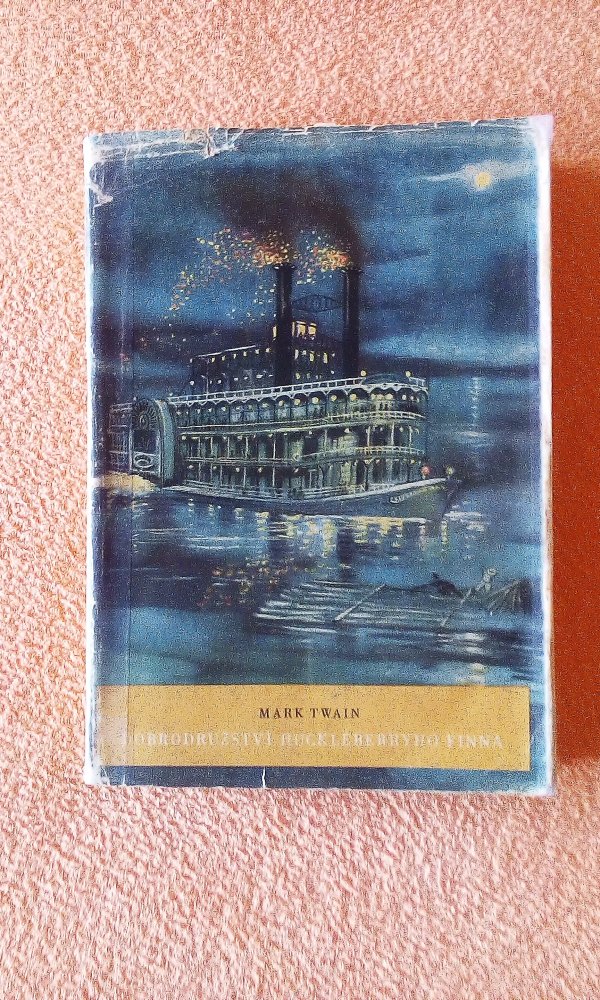 MARK TWAIN
DOBRODRUŽSTVÍ HUCKLEBERRYHO FINNA